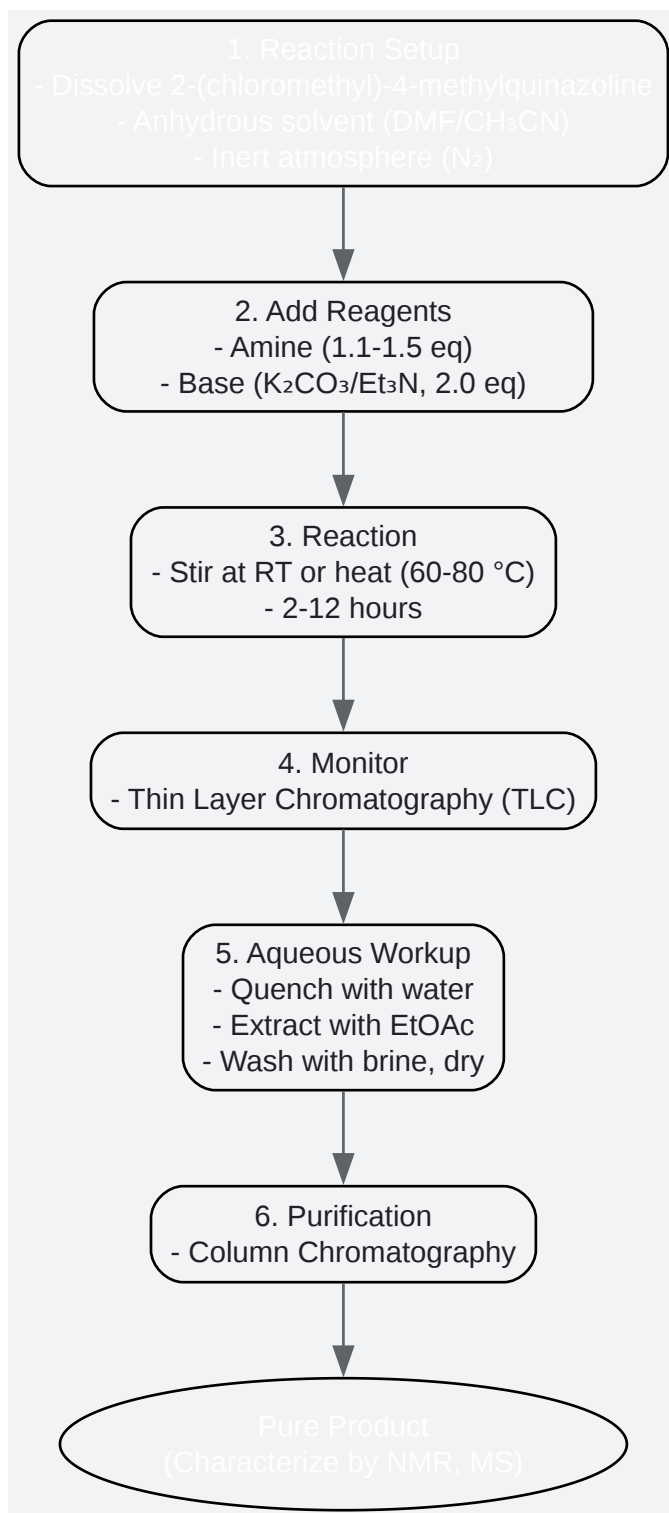 1. Reaction Setup
- Dissolve 2-(chloromethyl)-4-methylquinazoline
- Anhydrous solvent (DMF/CH₃CN)
- Inert atmosphere (N₂)
2. Add Reagents
- Amine (1.1-1.5 eq)
- Base (K₂CO₃/Et₃N, 2.0 eq)
3. Reaction
- Stir at RT or heat (60-80 °C)
- 2-12 hours
4. Monitor
- Thin Layer Chromatography (TLC)
5. Aqueous Workup
- Quench with water
- Extract with EtOAc
- Wash with brine, dry
6. Purification
- Column Chromatography
Pure Product
(Characterize by NMR, MS)